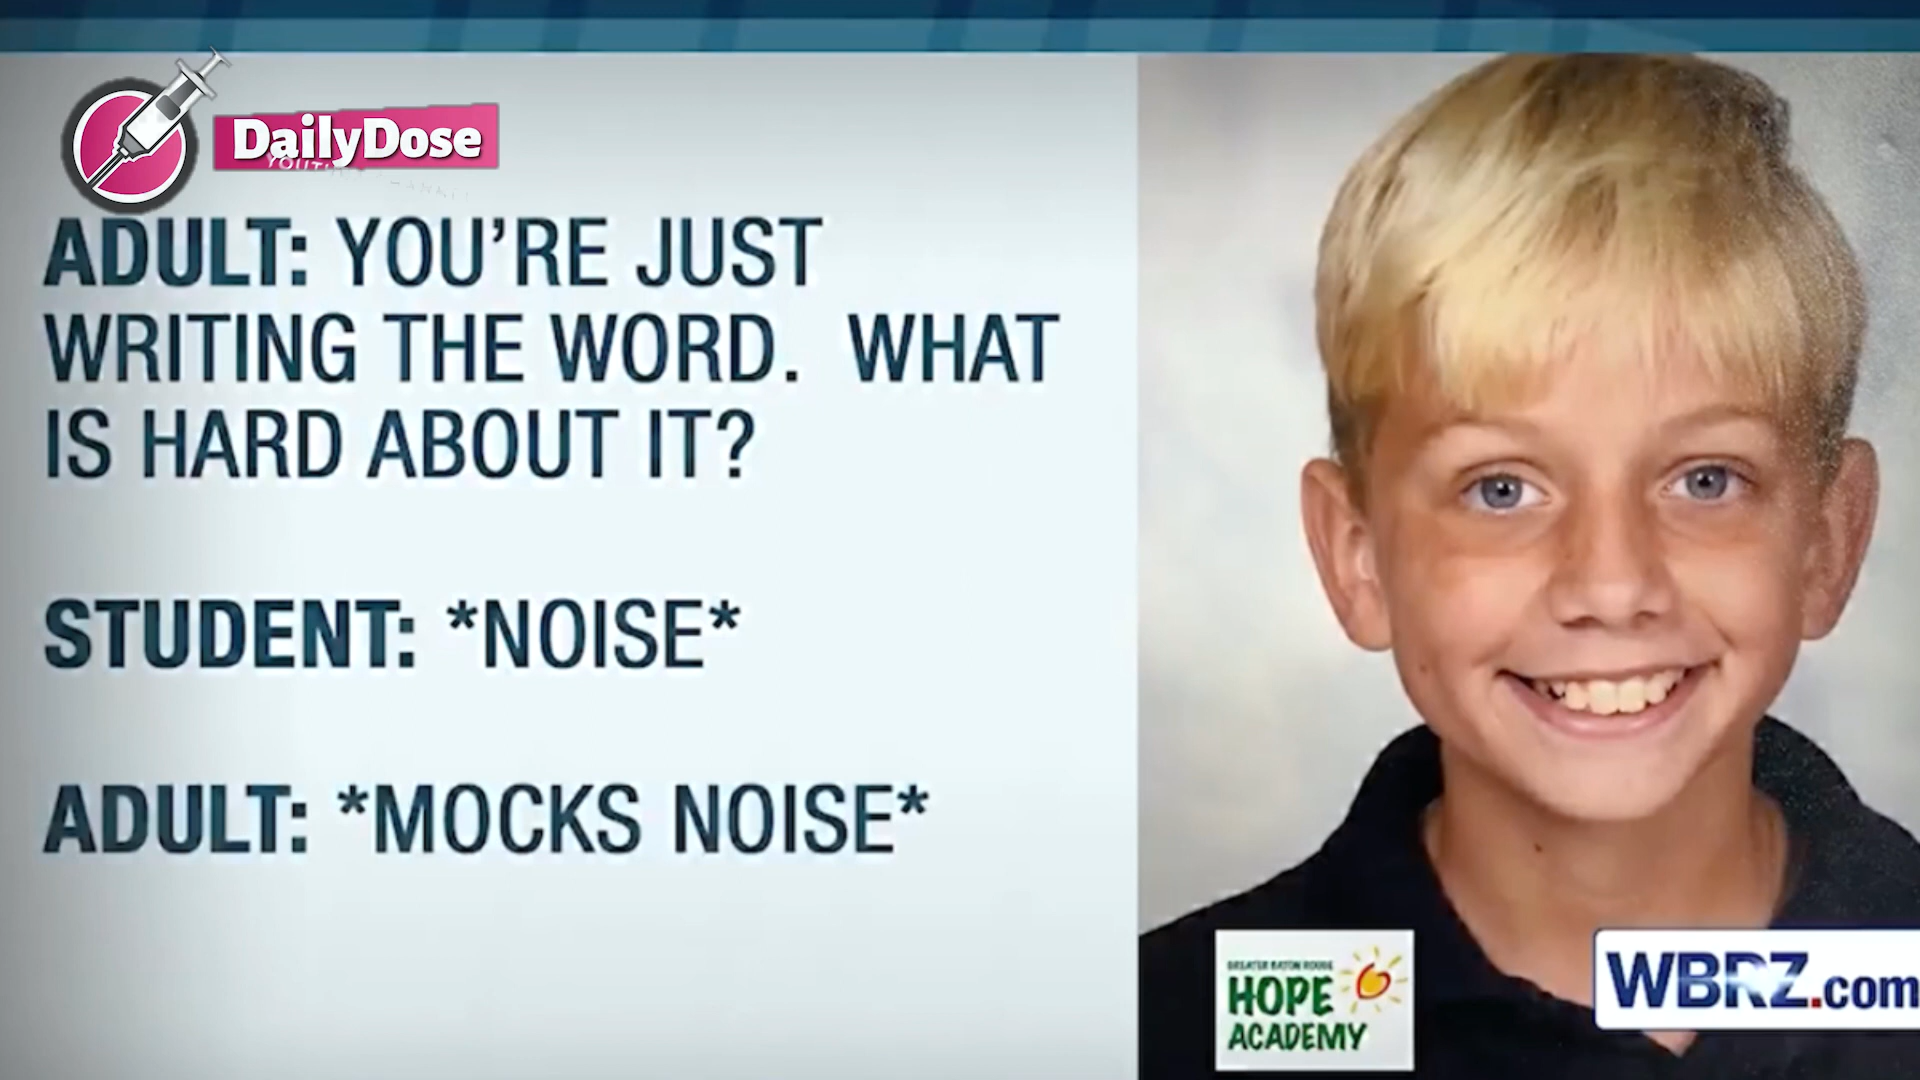 DailyDose
ADULT: YOU'RE JUST
WRITING THE WORD. WHAT
IS HARD ABOUT IT?
STUDENT: *NOISE*
ADULT: *MOCKS NOISE*
GREATER BATON ROUGE
HOPE
ACADEMY
WBRZ.com